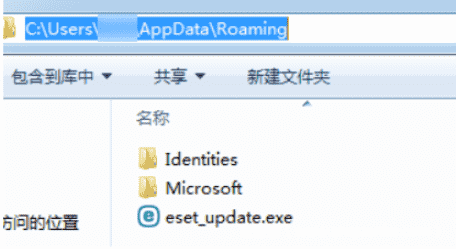 C:\Users\ AppData\Roaming
包含到库中 共享 新建文件夹
名称
Identities
Microsoft
eset_update.exe
访问的位置